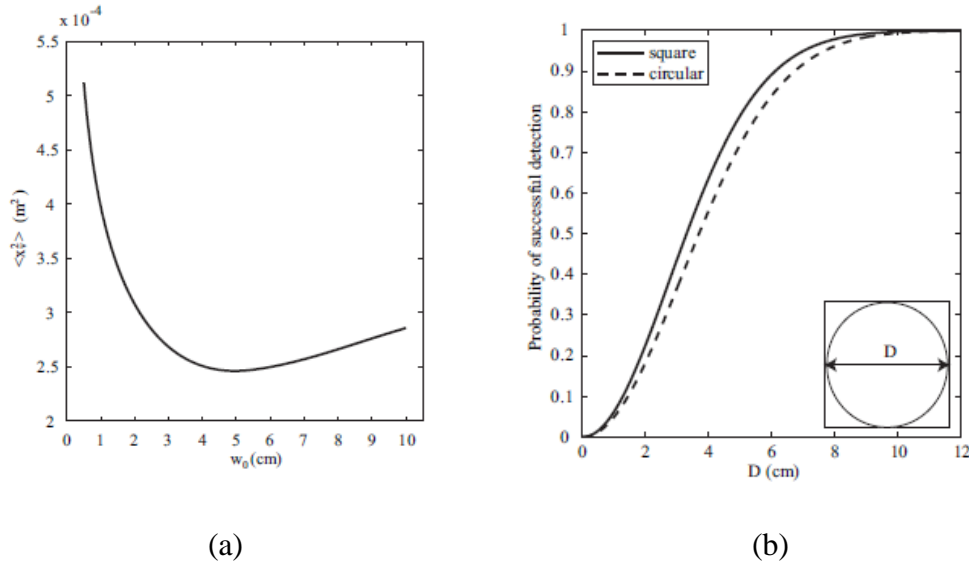 x 10⁻⁴
5.5
5
4.5
4
3.5
3
2.5
2
0 1 2 3 4 5 6 7 8 9 10
w₀(cm)
(m²)
(a)
1
0.9
0.8
0.7
0.6
0.5
0.4
0.3
0.2
0.1
0
0 2 4 6 8 10 12
D (cm)
Probability of successful detection
square
circular
D
(b)